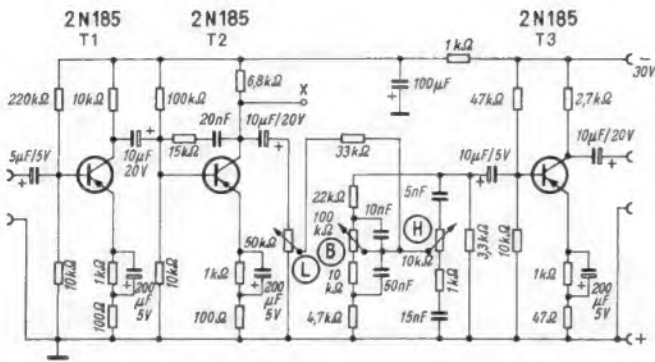 2N185
T1
2N185
T2
2N185
T3
1kΩ
−
30V
220kΩ
10kΩ
100kΩ
6,8kΩ
x
100µF
+
47kΩ
2,7kΩ
20nF
10µF/20V
+
15kΩ
10µF
20V
+
33kΩ
5µF/5V
+
10µF/5V
+
10µF/20V
+
22kΩ
5nF
10nF
100
kΩ
H
50kΩ
L
B
10kΩ
10kΩ
1kΩ
200
µF
5V
+
100Ω
10kΩ
1kΩ
200
µF
5V
+
100Ω
10
kΩ
50nF
4,7kΩ
1kΩ
15nF
3,3kΩ
10kΩ
1kΩ
200
µF
5V
+
47Ω
+